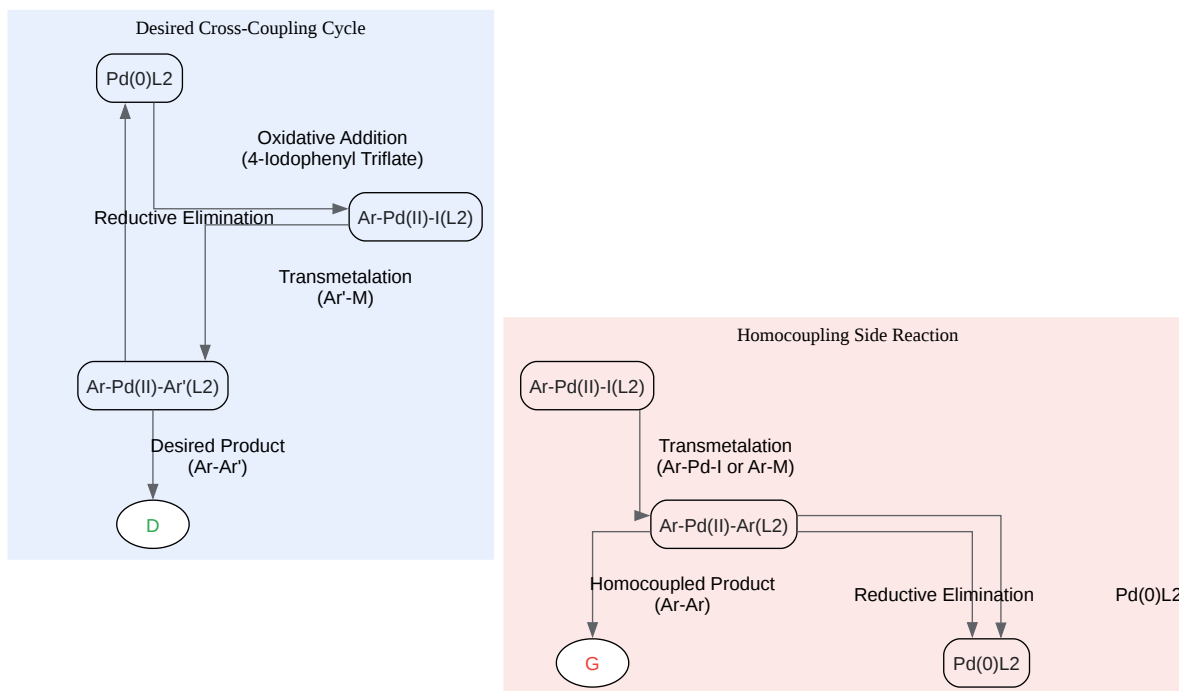 Desired Cross-Coupling Cycle
Pd(0)L2
Oxidative Addition
(4-Iodophenyl Triflate)
Ar-Pd(II)-I(L2)
Reductive Elimination
Transmetalation
(Ar'-M)
Ar-Pd(II)-Ar'(L2)
Desired Product
(Ar-Ar')
D
Homocoupling Side Reaction
Ar-Pd(II)-I(L2)
Transmetalation
(Ar-Pd-I or Ar-M)
Ar-Pd(II)-Ar(L2)
Homocoupled Product
(Ar-Ar)
Reductive Elimination
Pd(0)L2
G
Pd(0)L2